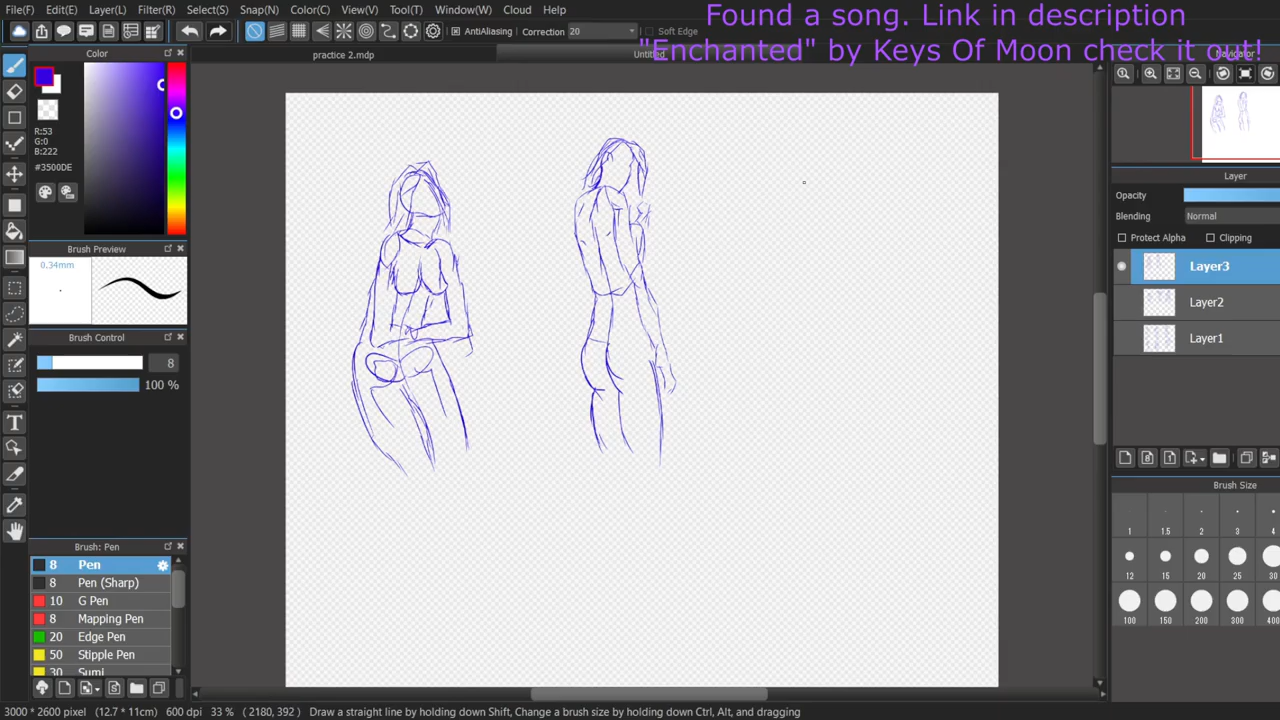 File(F) Edit(E) Layer(L) Filter(R) Select(S) Snap(N) Color(C) View(V) Tool(T) Window(W) Cloud Help
Found a song. Link in description
"Enchanted" by Keys Of Moon check it out!
AntiAliasing Correction 20 Soft Edge
Color
practice 2.mdp
Untitled
Navigator
R:53
G:0
B:222
#3500DE
Brush Preview
0.34mm
Brush Control
8
100 %
Layer
Opacity
Blending Normal
Protect Alpha Clipping
Layer3
Layer2
Layer1
Brush Size
1 1.5 2 3 4
12 15 20 25 30
100 150 200 300 400
Brush: Pen
8 Pen
8 Pen (Sharp)
10 G Pen
8 Mapping Pen
20 Edge Pen
50 Stipple Pen
30 Sumi
3000 * 2600 pixel (12.7 * 11cm) 600 dpi 33 % ( 2180, 392 ) Draw a straight line by holding down Shift, Change a brush size by holding down Ctrl, Alt, and dragging